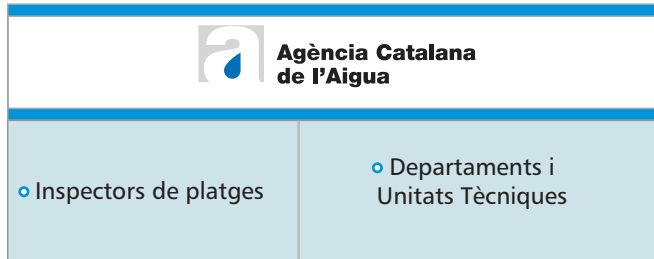 Agència Catalana
de l'Aigua
Inspectors de platges
Departaments i
Unitats Tècniques